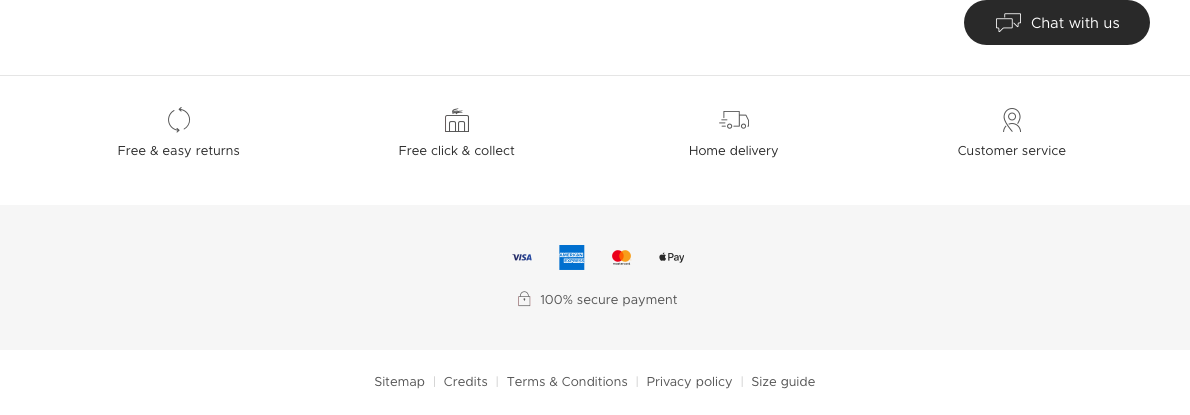 Chat with us
Free & easy returns
Free click & collect
Home delivery
Customer service
VISA
AMERICAN EXPRESS
mastercard
Pay
100% secure payment
Sitemap | Credits | Terms & Conditions | Privacy policy | Size guide